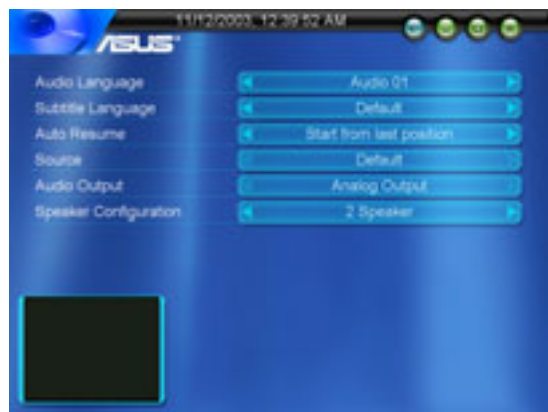 11/12/2003, 12:39:52 AM
ASUS
Audio Language Audio 01
Subtitle Language Default
Auto Resume Start from last position
Source Default
Audio Output Analog Output
Speaker Configuration 2 Speaker